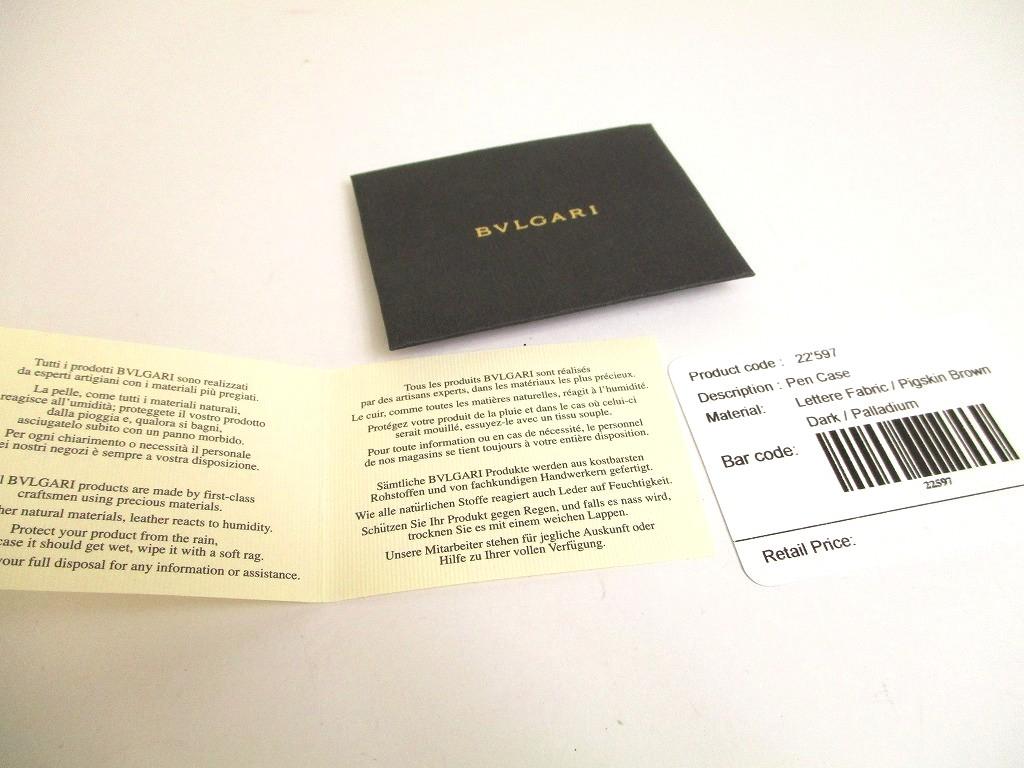 BVLGARI
Tutti i prodotti BVLGARI sono realizzati
da esperti artigiani con i materiali più pregiati.
La pelle, come tutti i materiali naturali,
reagisce all'umidità; proteggete il vostro prodotto
dalla pioggia e, qualora si bagni,
asciugatelo subito con un panno morbido.
Per ogni chiarimento o necessità il personale
ei nostri negozi è sempre a vostra disposizione.
l BVLGARI products are made by first-class
craftsmen using precious materials.
her natural materials, leather reacts to humidity.
Protect your product from the rain,
case it should get wet, wipe it with a soft rag.
your full disposal for any information or assistance.
Tous les produits BVLGARI sont réalisés
par des artisans experts, dans les matériaux les plus précieux.
Le cuir, comme toutes les matières naturelles, réagit à l'humidité.
Protégez votre produit de la pluie et dans le cas où celui-ci
serait mouillé, essuyez-le avec un tissu souple.
Pour toute information ou en cas de nécessité, le personnel
de nos magasins se tient toujours à votre entière disposition.
Sämtliche BVLGARI Produkte werden aus kostbarsten
Rohstoffen und von fachkundigen Handwerkern gefertigt.
Wie alle natürlichen Stoffe reagiert auch Leder auf Feuchtigkeit.
Schützen Sie Ihr Produkt gegen Regen, und falls es nass wird,
trocknen Sie es mit einem weichen Lappen.
Unsere Mitarbeiter stehen für jegliche Auskunft oder
Hilfe zu Ihrer vollen Verfügung.
Product code : 22'597
Description : Pen Case
Material: Lettere Fabric / Pigskin Brown
Dark / Palladium
Bar code:
22597
Retail Price: